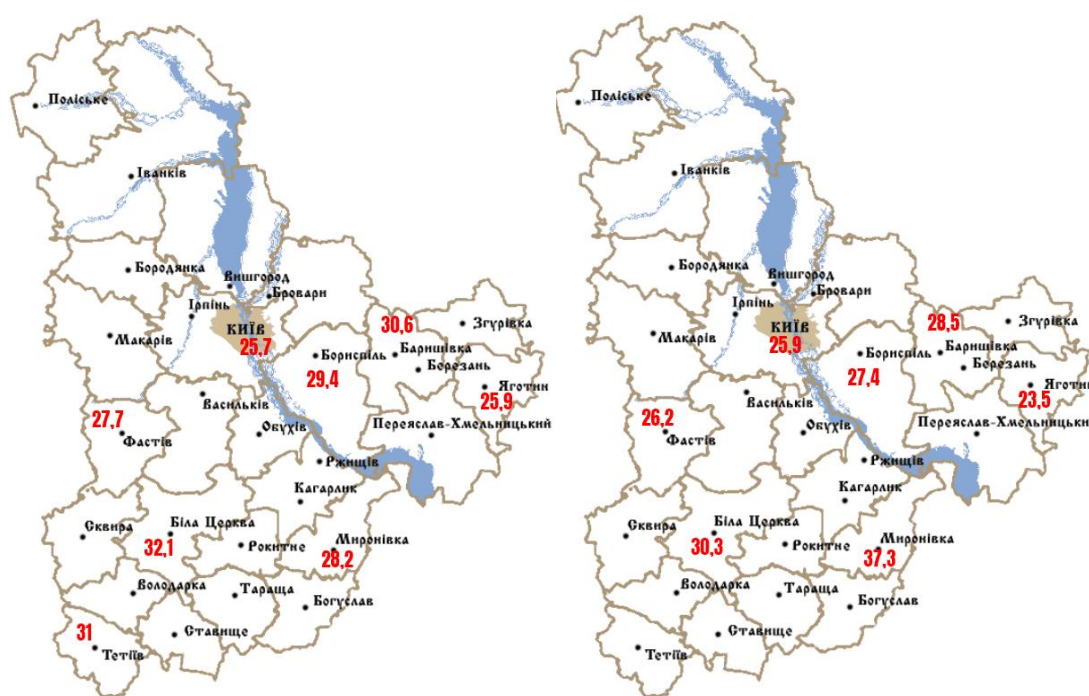 Поліське
Іванків
Бородянка
Вишгород
Бровари
Ірпінь
КИЇВ
25,7
Макарів
30,6
Згурівка
Баришівка
Бориспіль
Березань
29,4
Яготин
25,9
Васильків
27,7
Фастів
Обухів
Переяслав-Хмельницький
Ржищів
Кагарлик
Сквира
Біла Церква
32,1
Рокитне
Миронівка
28,2
Володарка
Тараща
Богуслав
31
Ставище
Тетіїв
Поліське
Іванків
Бородянка
Вишгород
Бровари
Ірпінь
КИЇВ
25,9
Макарів
28,5
Згурівка
Баришівка
Бориспіль
Березань
27,4
Яготин
23,5
Васильків
26,2
Фастів
Обухів
Переяслав-Хмельницький
Ржищів
Кагарлик
Сквира
Біла Церква
30,3
Рокитне
Миронівка
37,3
Володарка
Тараща
Богуслав
Ставище
Тетіїв